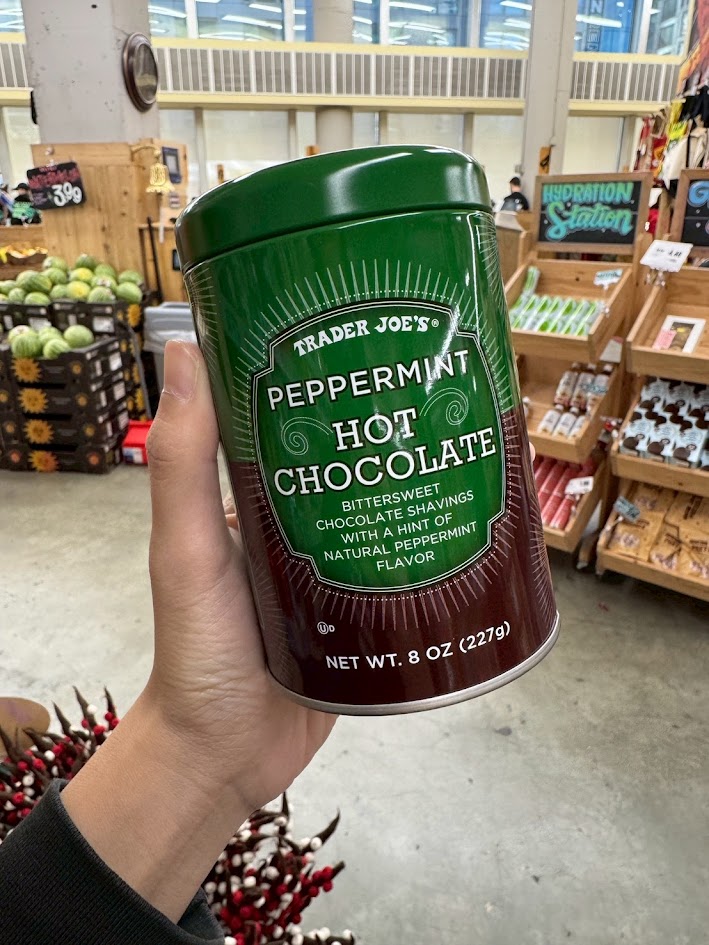 39¢
HYDRATION
Station
TRADER JOE'S®
PEPPERMINT
HOT
CHOCOLATE
BITTERSWEET
CHOCOLATE SHAVINGS
WITH A HINT OF
NATURAL PEPPERMINT
FLAVOR
UD
NET WT. 8 OZ (227g)